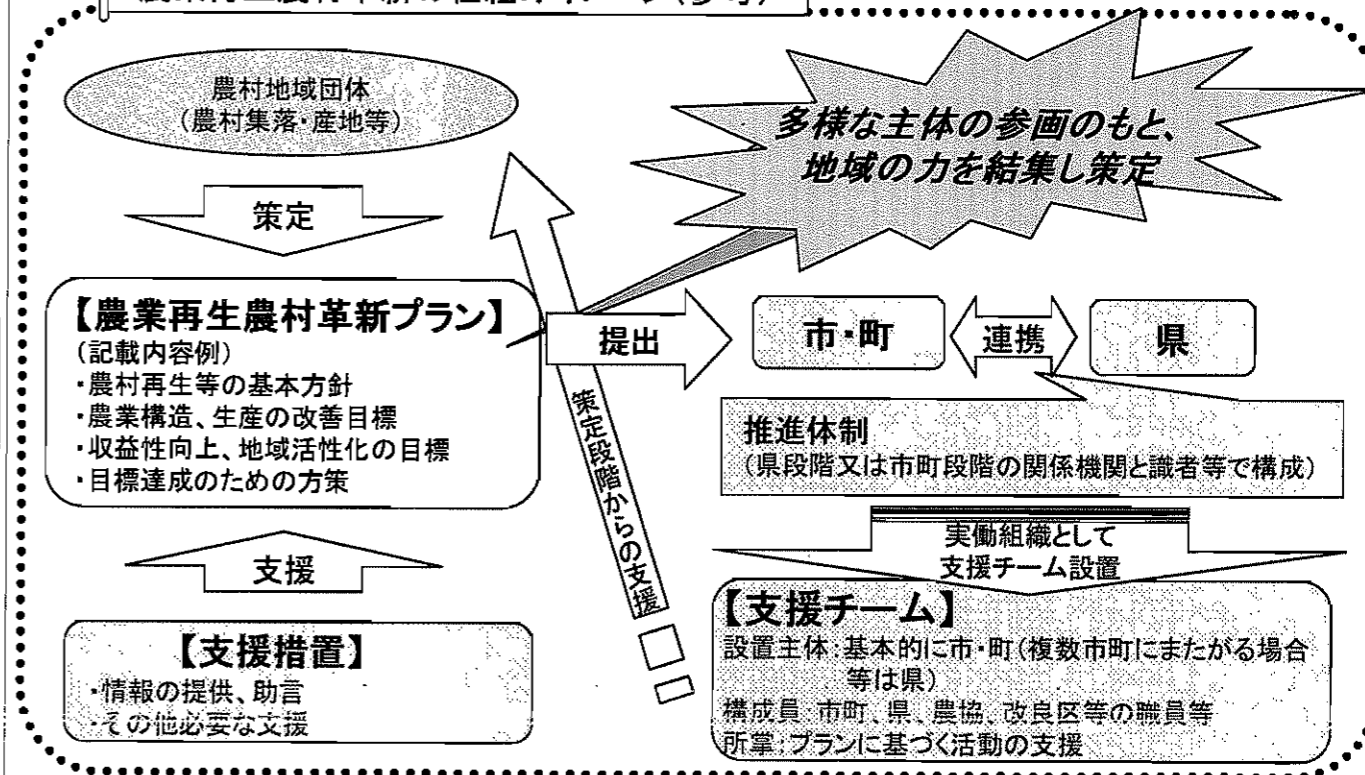 農村地域団体
(農村集落・産地等)
多様な主体の参画のもと、
地域の力を結集し策定
策定
【農業再生農村革新プラン】
(記載内容例)
・農村再生等の基本方針
・農業構造、生産の改善目標
・収益性向上、地域活性化の目標
・目標達成のための方策
提出
市・町
連携
県
策定段階からの支援
推進体制
(県段階又は市町段階の関係機関と識者等で構成)
実働組織として
支援チーム設置
支援
【支援措置】
・情報の提供、助言
・その他必要な支援
【支援チーム】
設置主体:基本的に市・町(複数市町にまたがる場合
等は県)
構成員:市町、県、農協、改良区等の職員等
所掌:プランに基づく活動の支援